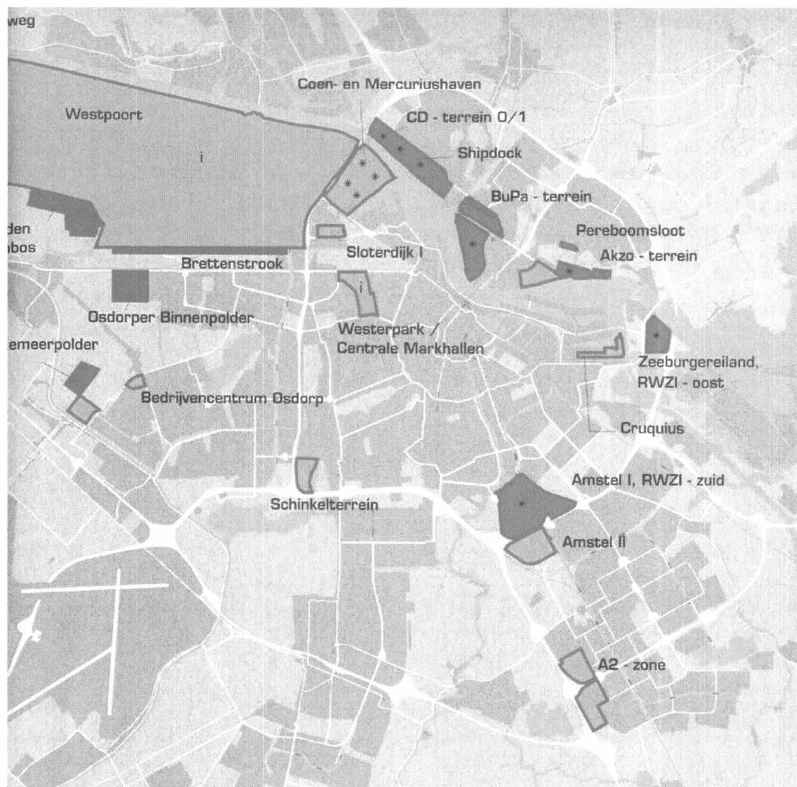 weg
Coen- en Mercuriushaven
Westpoort
CD - terrein 0/1
i
Shipdock
BuPa - terrein
den
nbos
Pereboomsloot
Akzo - terrein
Brettenstrook
Sloterdijk I
i
Osdorper Binnenpolder
Westerpark /
Centrale Markhallen
emeerpolder
Zeeburgereiland,
RWZI - oost
Bedrijvencentrum Osdorp
Cruquius
Amstel I, RWZI - zuid
Schinkelterrein
Amstel II
A2 - zone